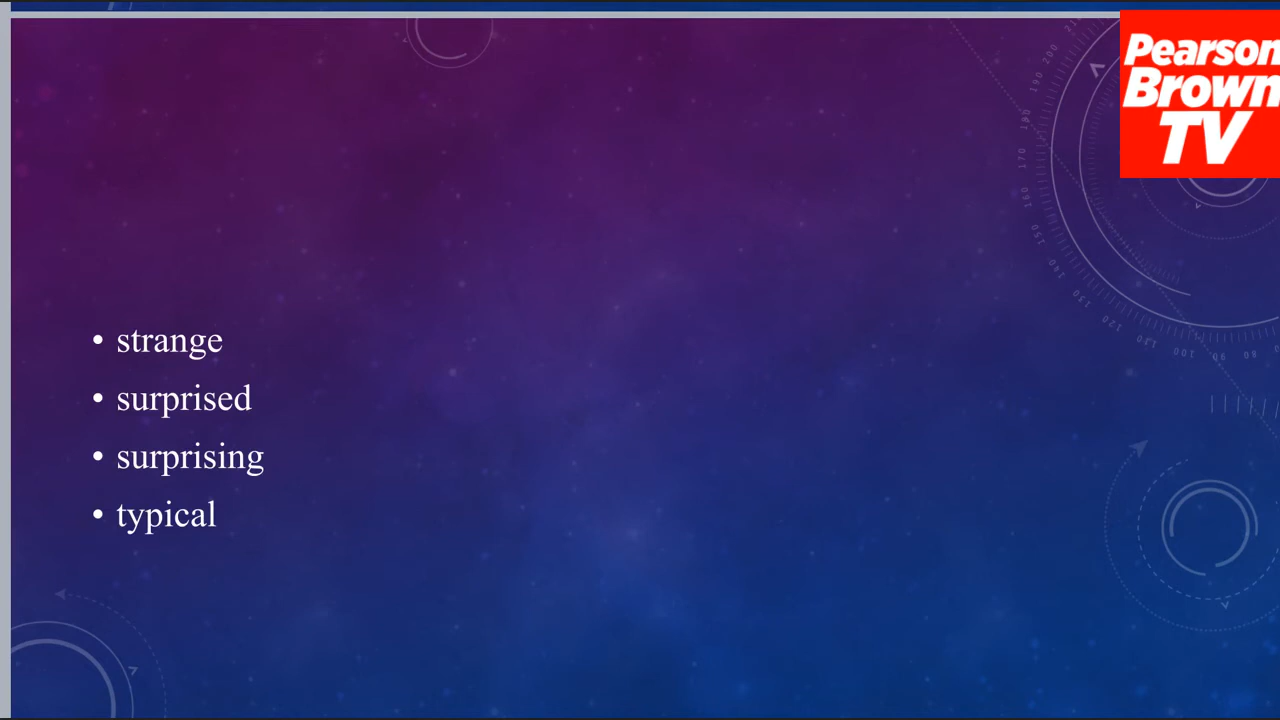 Pearson
Brown
TV
• strange
• surprised
• surprising
• typical